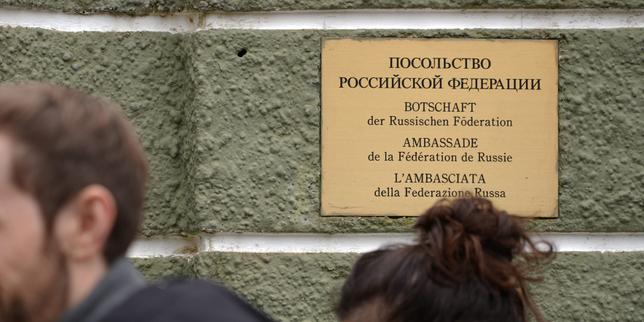 ПОСОЛЬСТВО
РОССИЙСКОЙ ФЕДЕРАЦИИ
BOTSCHAFT
der Russischen Föderation
AMBASSADE
de la Fédération de Russie
L'AMBASCIATA
della Federazione Russa